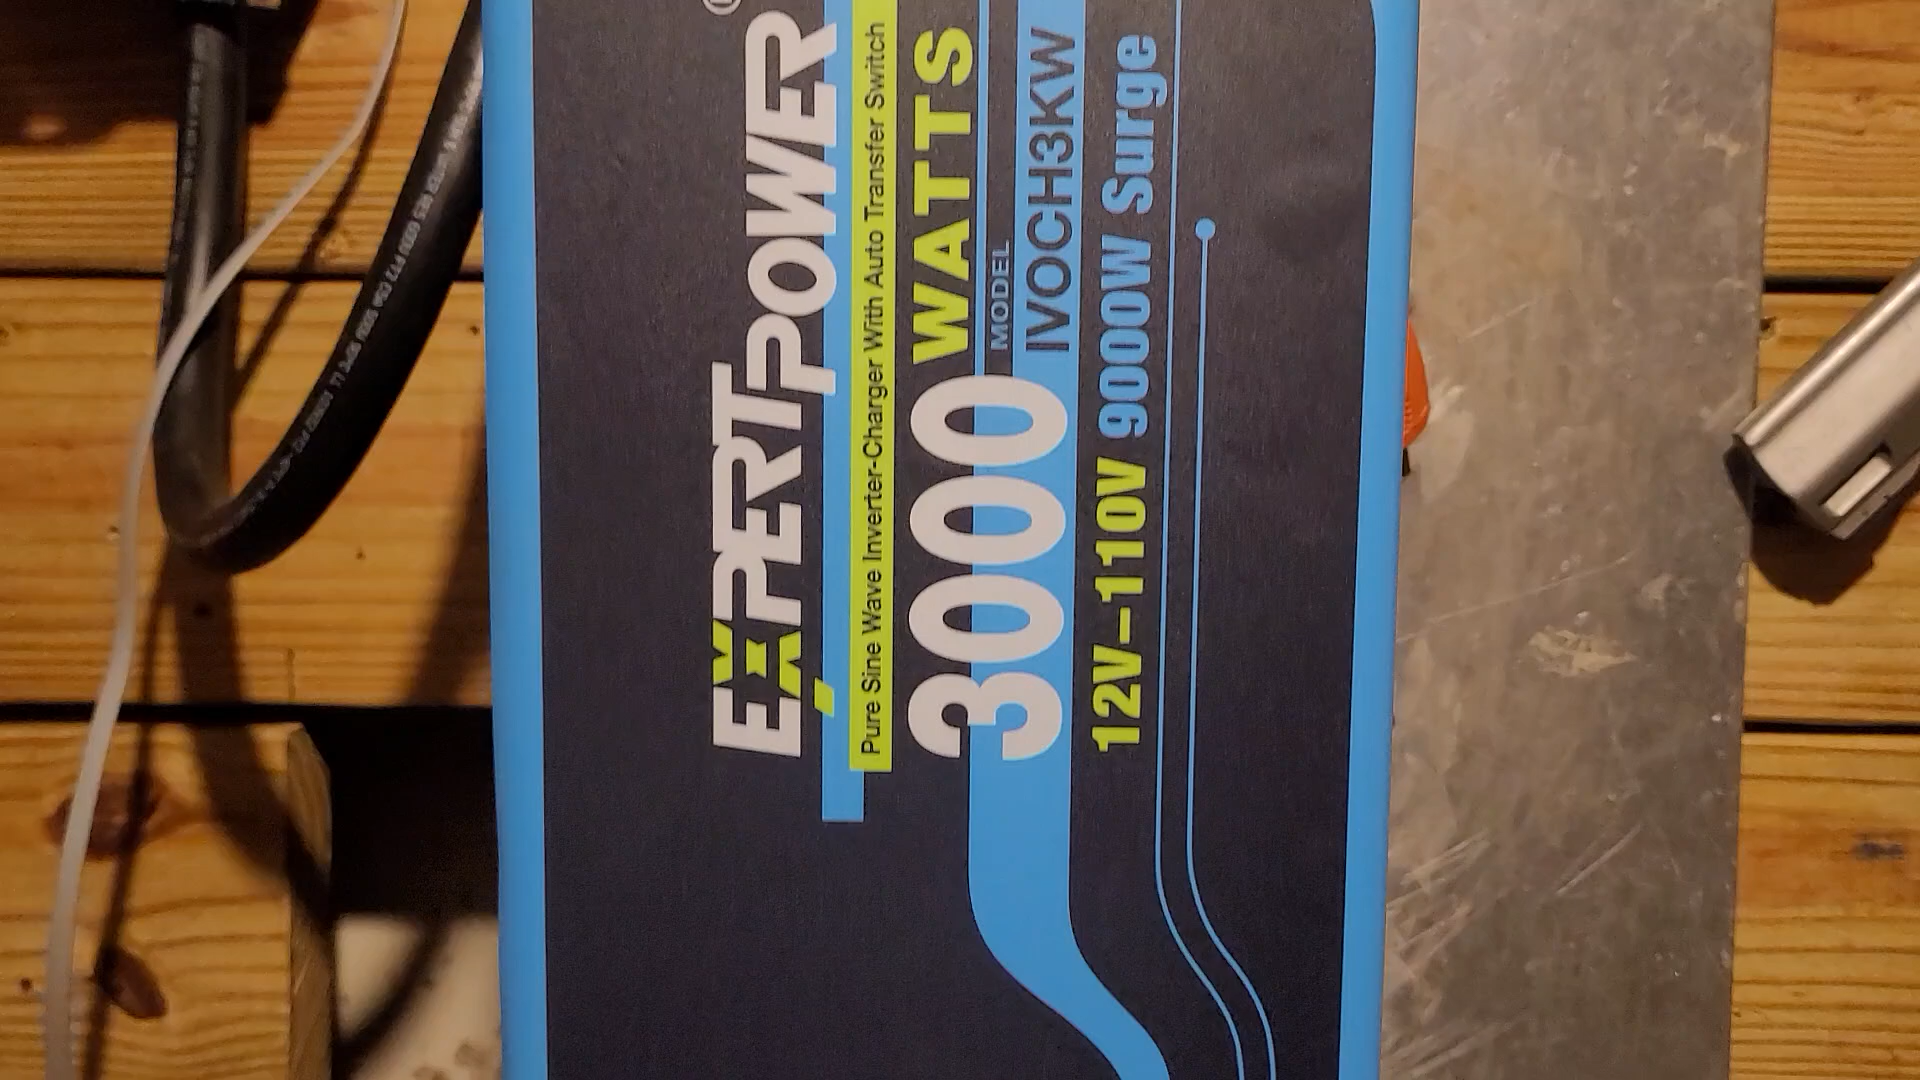 EXPERTPOWER
Pure Sine Wave Inverter-Charger With Auto Transfer Switch
3000 WATTS
MODEL
IVOCH3KW
12V-110V 9000W Surge